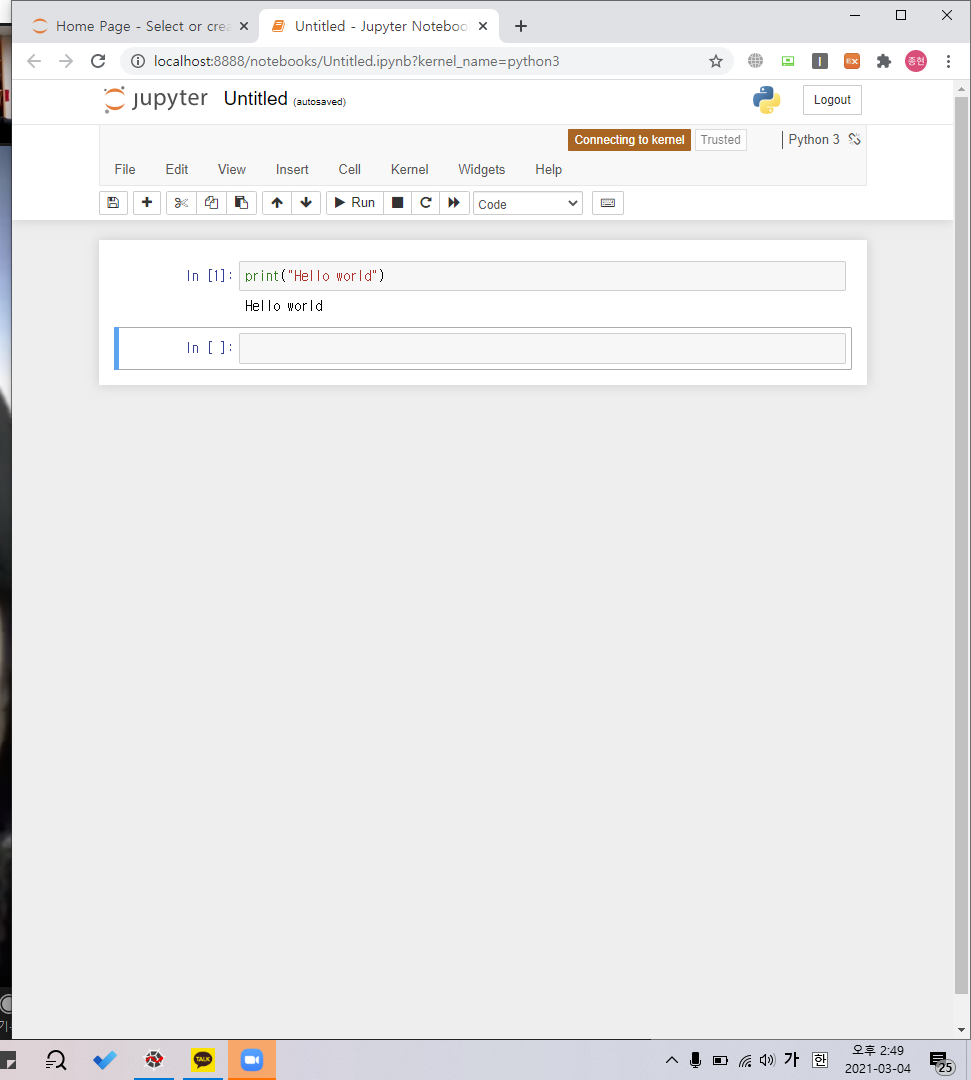 Home Page - Select or crea
Untitled - Jupyter Noteboo
localhost:8888/notebooks/Untitled.ipynb?kernel_name=python3
종현
jupyter Untitled (autosaved)
Logout
Connecting to kernel Trusted Python 3
File Edit View Insert Cell Kernel Widgets Help
Run Code
In [1]: print("Hello world")
Hello world
In [ ]:
TALK
가 한
오후 2:49
2021-03-04
25